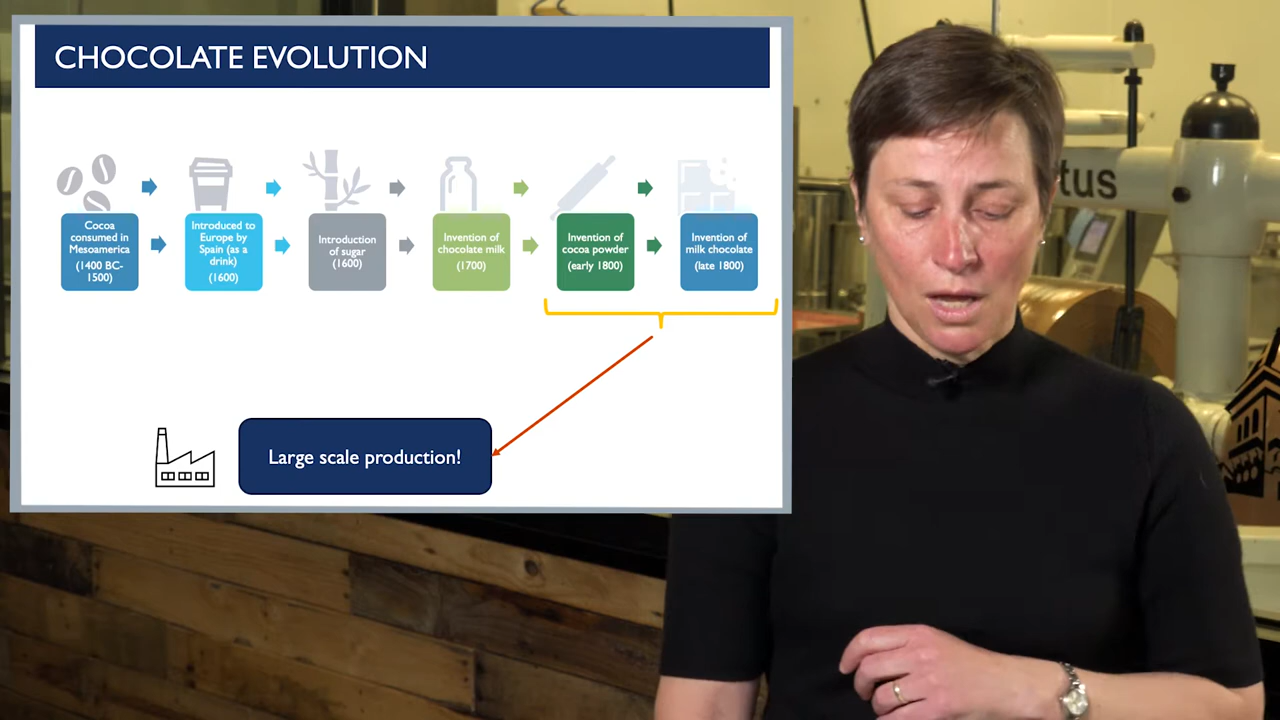 CHOCOLATE EVOLUTION
Cocoa
consumed in
Mesoamerica
(1400 BC-
1500)
Introduced to
Europe by
Spain (as a
drink)
(1600)
Introduction
of sugar
(1600)
Invention of
chocolate milk
(1700)
Invention of
cocoa powder
(early 1800)
Invention of
milk chocolate
(late 1800)
Large scale production!
tus